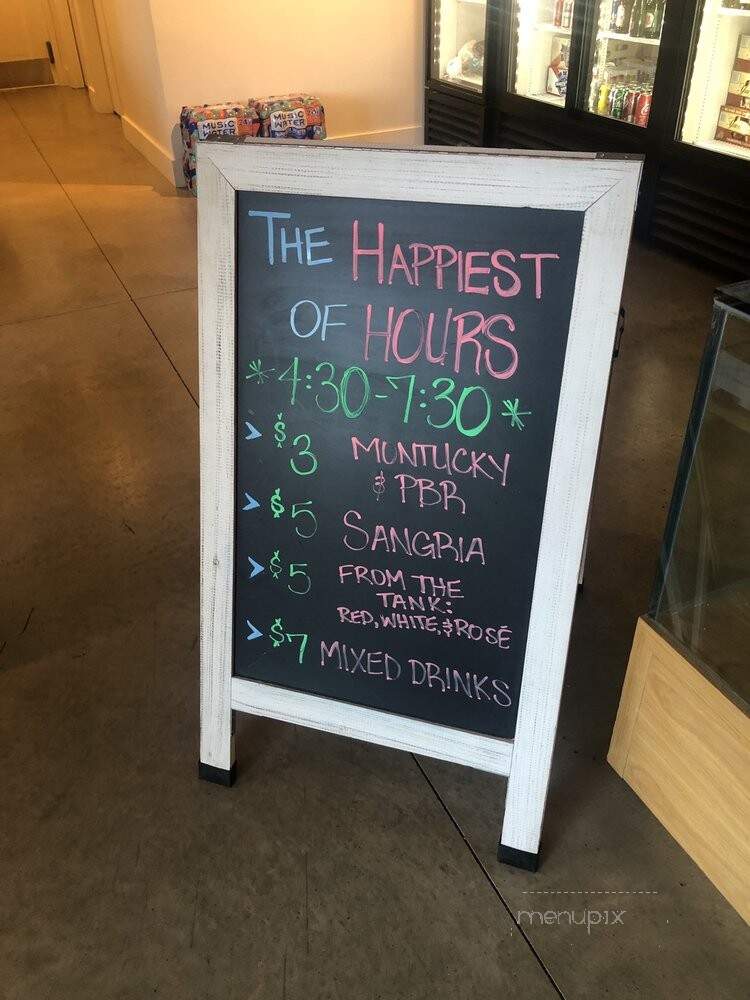 MUSIC
WATER
MUSIC
WATER
THE HAPPIEST
OF HOURS
*4:30-7:30*
> $3 MONTUCKY
& PBR
> $5 SANGRIA
> $5 FROM THE
TANK:
RED, WHITE, & ROSÉ
> $7 MIXED DRINKS
menupix